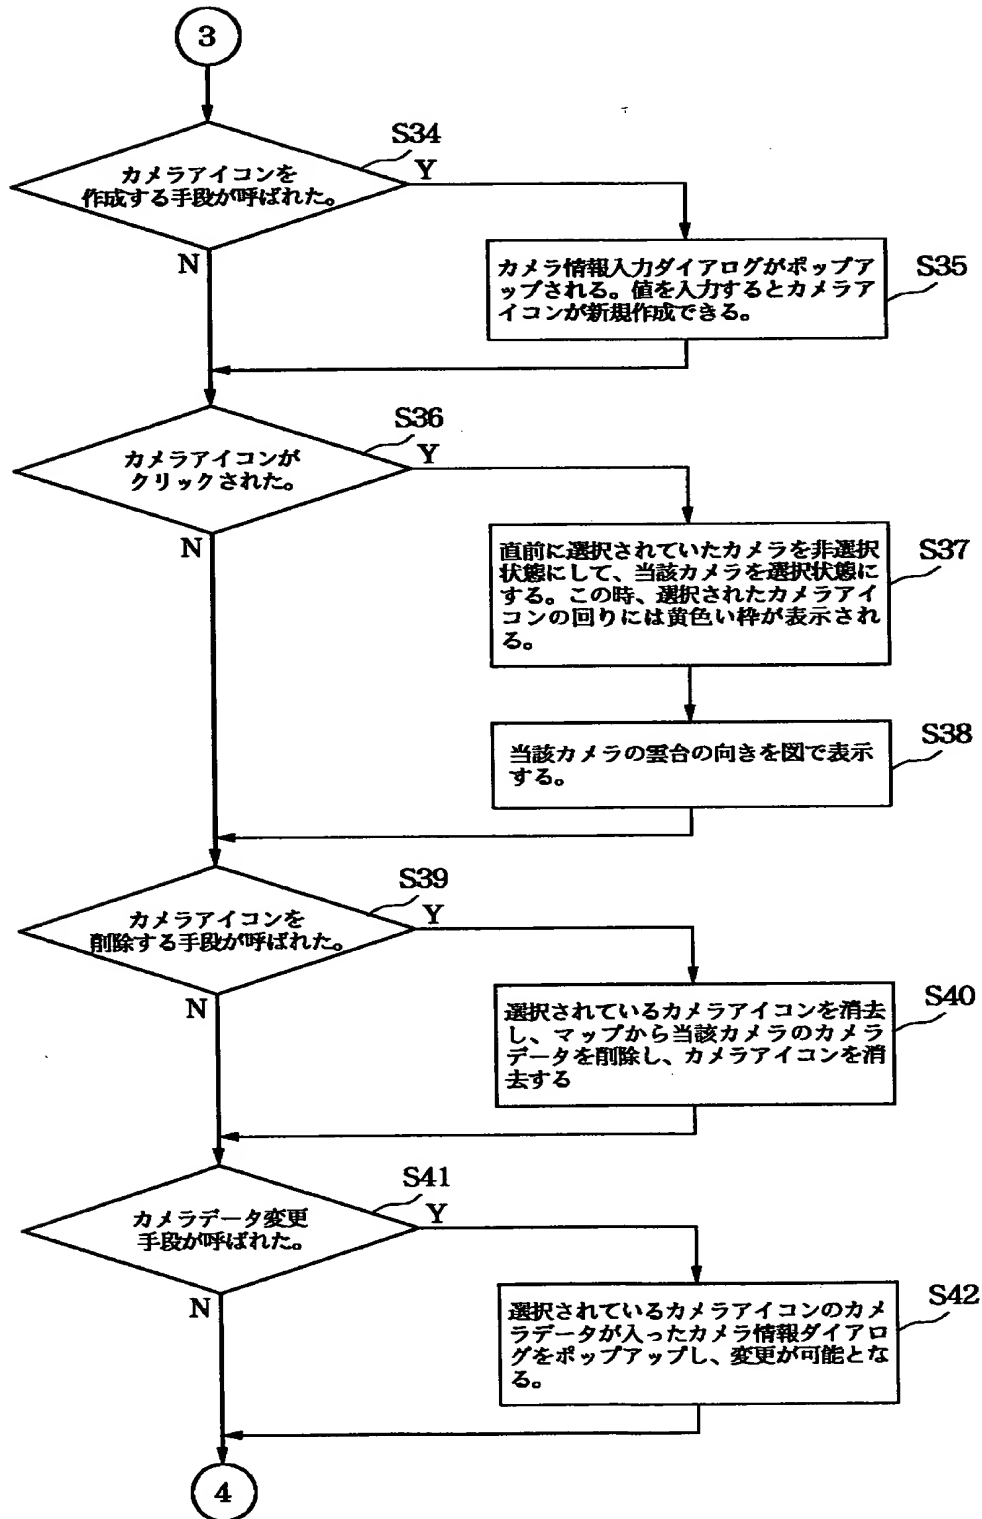 3
S34
カメラアイコンを
作成する手段が呼ばれた。
Y
N
カメラ情報入力ダイアログがポップア
ップされる。値を入力するとカメラア
イコンが新規作成できる。
S35
S36
カメラアイコンが
クリックされた。
Y
N
直前に選択されていたカメラを非選択
状態にして、当該カメラを選択状態に
する。この時、選択されたカメラアイ
コンの回りには黄色い枠が表示され
る。
S37
当該カメラの雲台の向きを図で表示
する。
S38
S39
カメラアイコンを
削除する手段が呼ばれた。
Y
N
選択されているカメラアイコンを消去
し、マップから当該カメラのカメラ
データを削除し、カメラアイコンを消
去する
S40
S41
カメラデータ変更
手段が呼ばれた。
Y
N
選択されているカメラアイコンのカメ
ラデータが入ったカメラ情報ダイアロ
グをポップアップし、変更が可能とな
る。
S42
4